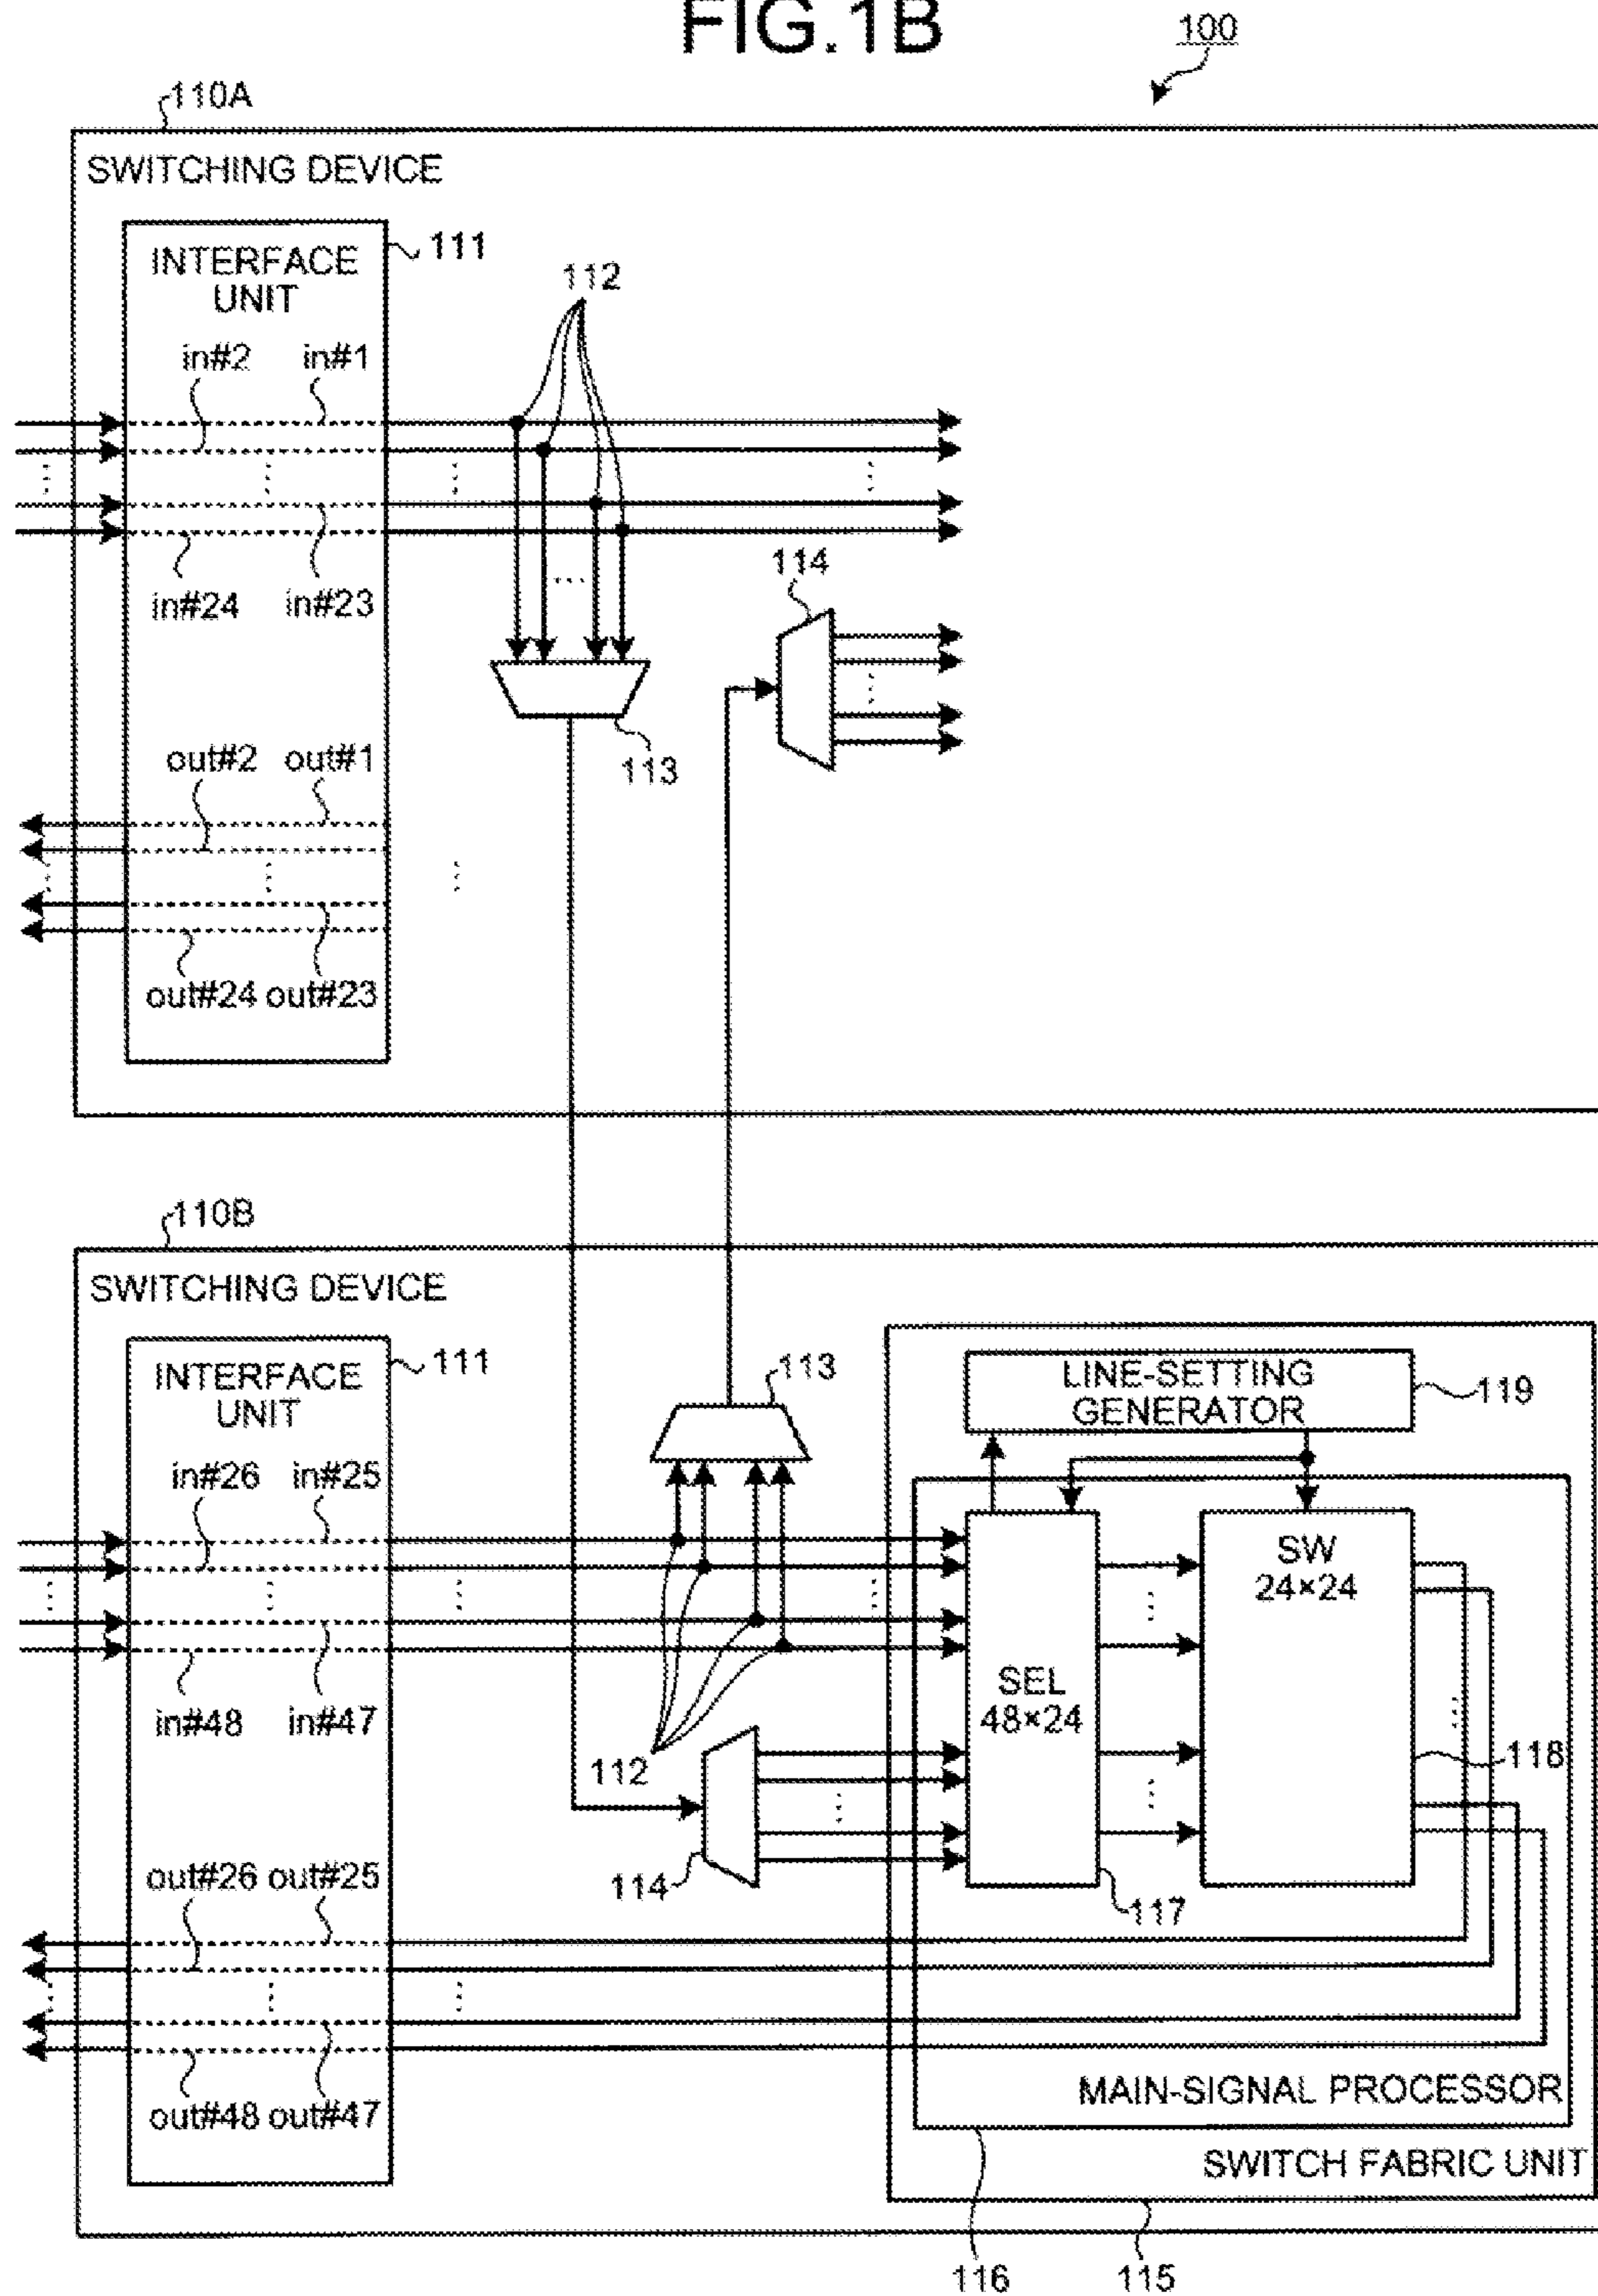 FIG.1B
100
110A
SWITCHING DEVICE
INTERFACE
UNIT
111
112
in#2
in#1
in#24
in#23
114
113
out#2
out#1
out#24
out#23
110B
SWITCHING DEVICE
INTERFACE
UNIT
111
113
LINE-SETTING
GENERATOR
119
in#26
in#25
SW
24×24
SEL
48×24
in#48
in#47
112
118
114
117
out#26
out#25
out#48
out#47
MAIN-SIGNAL PROCESSOR
SWITCH FABRIC UNIT
116
115